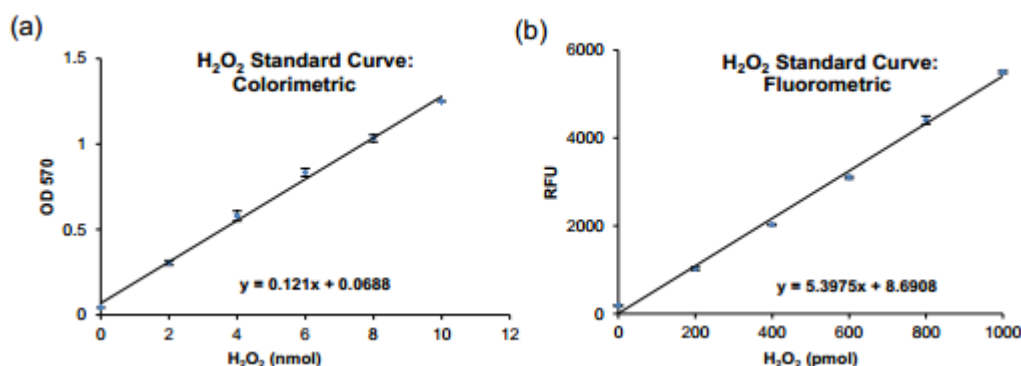 (a)
H₂O₂ Standard Curve:
Colorimetric
1.5
1
0.5
0
OD 570
y = 0.121x + 0.0688
0 2 4 6 8 10 12
H₂O₂ (nmol)
(b)
H₂O₂ Standard Curve:
Fluorometric
6000
4000
2000
0
RFU
y = 5.3975x + 8.6908
0 200 400 600 800 1000
H₂O₂ (pmol)